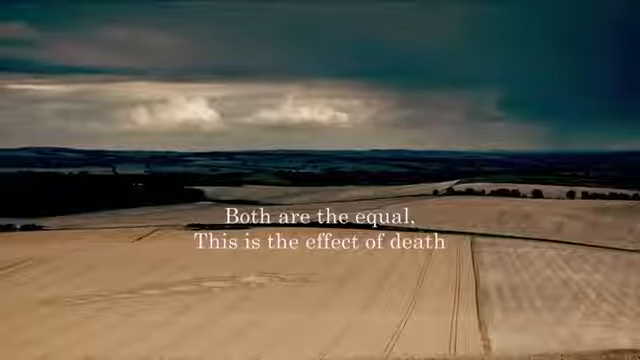 Both are the equal.
This is the effect of death